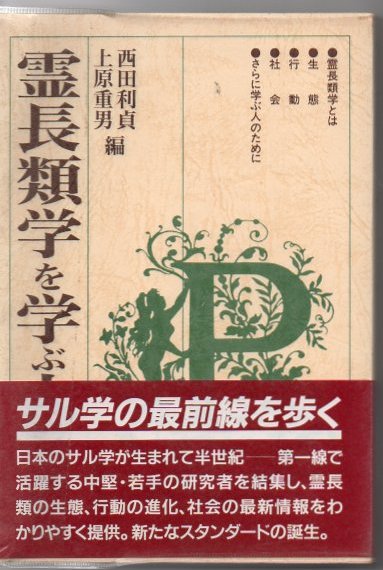 ●霊長類学とは
●生態
●行動
●社会
●さらに学ぶ人のために
西田利貞
上原重男 編
霊長類学を学ぶ
P
サル学の最前線を歩く
日本のサル学が生まれて半世紀──第一線で
活躍する中堅・若手の研究者を結集し、霊長
類の生態、行動の進化、社会の最新情報をわ
かりやすく提供。新たなスタンダードの誕生。